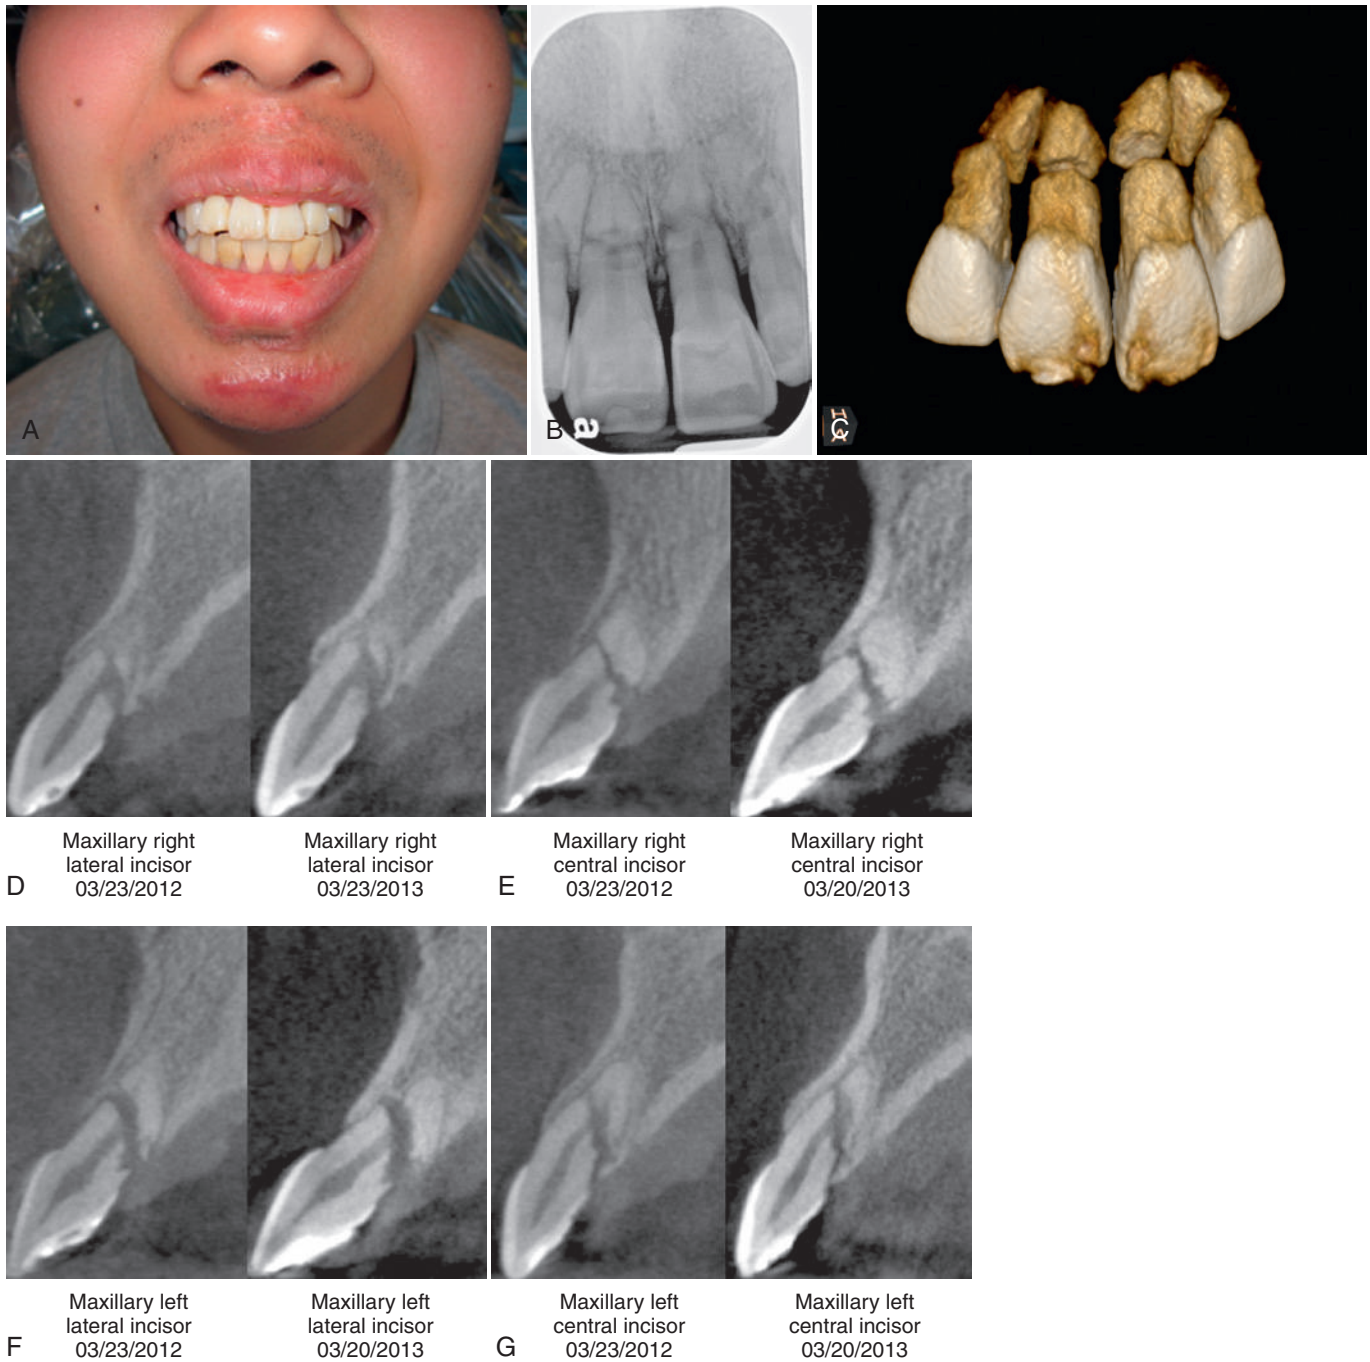 A
B
a
C
Maxillary right
lateral incisor
03/23/2012
Maxillary right
lateral incisor
03/23/2013
D
Maxillary right
central incisor
03/23/2012
Maxillary right
central incisor
03/20/2013
E
Maxillary left
lateral incisor
03/23/2012
Maxillary left
lateral incisor
03/20/2013
F
Maxillary left
central incisor
03/23/2012
Maxillary left
central incisor
03/20/2013
G